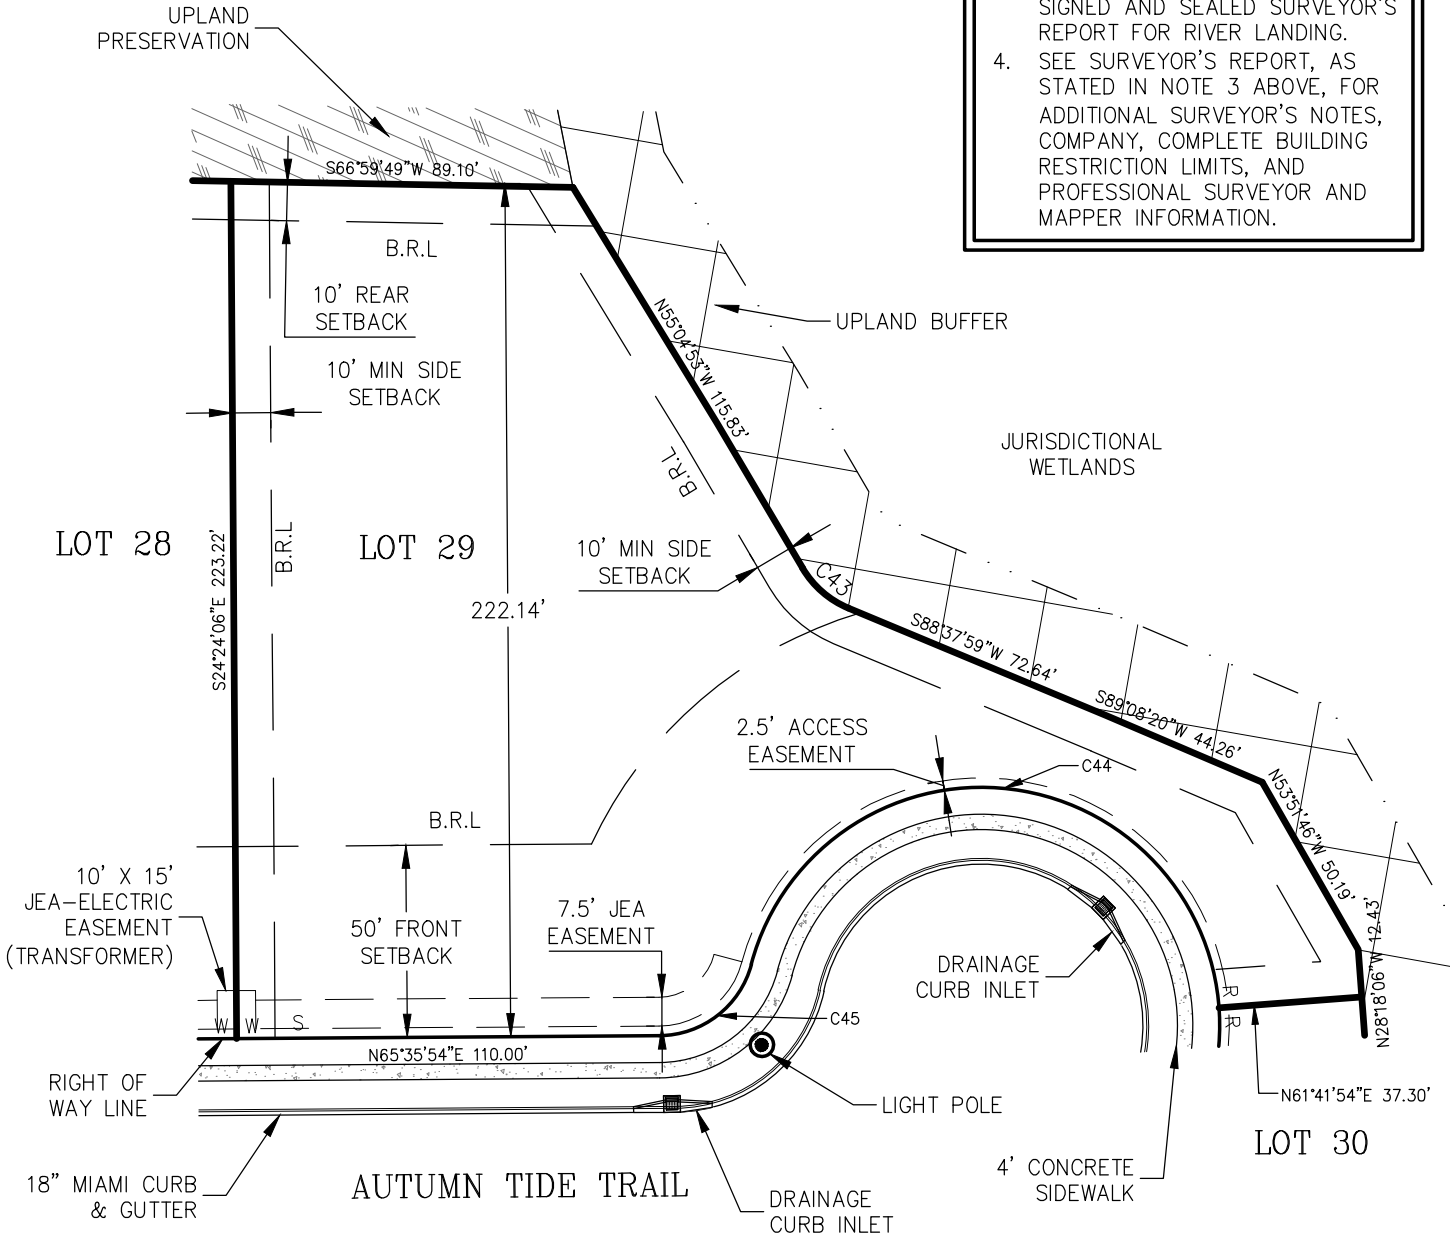 UPLAND
PRESERVATION
SIGNED AND SEALED SURVEYOR'S
REPORT FOR RIVER LANDING.
4. SEE SURVEYOR'S REPORT, AS
STATED IN NOTE 3 ABOVE, FOR
ADDITIONAL SURVEYOR'S NOTES,
COMPANY, COMPLETE BUILDING
RESTRICTION LIMITS, AND
PROFESSIONAL SURVEYOR AND
MAPPER INFORMATION.
S66°59'49"W 89.10'
B.R.L
10' REAR
SETBACK
10' MIN SIDE
SETBACK
N55°04'53"W 115.83'
UPLAND BUFFER
JURISDICTIONAL
WETLANDS
B.R.L
LOT 28
S24°24'06"E 223.22'
B.R.L
LOT 29
10' MIN SIDE
SETBACK
C43
222.14'
S88°37'59"W 72.64'
S89°08'20"W 44.26'
2.5' ACCESS
EASEMENT
C44
N53°51'46"W 50.19'
B.R.L
10' X 15'
JEA-ELECTRIC
EASEMENT
(TRANSFORMER)
50' FRONT
SETBACK
7.5' JEA
EASEMENT
DRAINAGE
CURB INLET
N28°18'06"W 12.43'
R
R
W W S
C45
N65°35'54"E 110.00'
RIGHT OF
WAY LINE
LIGHT POLE
N61°41'54"E 37.30'
LOT 30
18" MIAMI CURB
& GUTTER
AUTUMN TIDE TRAIL
DRAINAGE
CURB INLET
4' CONCRETE
SIDEWALK